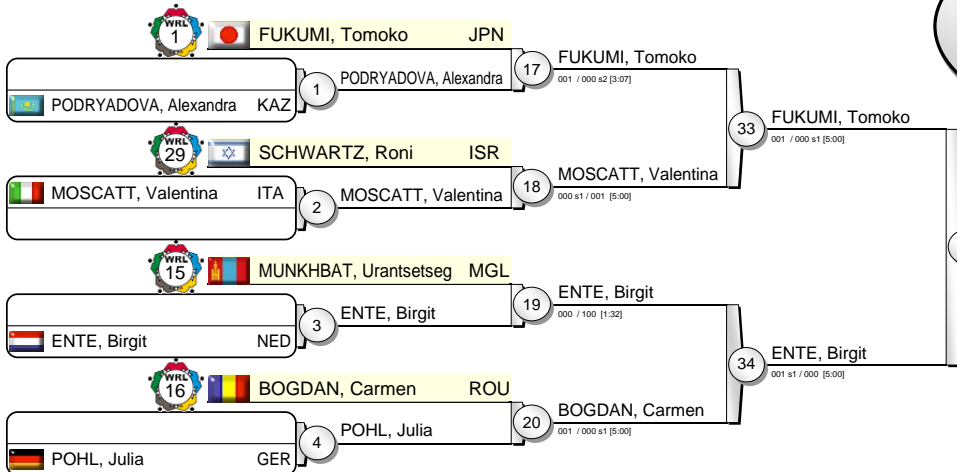 WRL
1
FUKUMI, Tomoko JPN
PODRYADOVA, Alexandra KAZ
1
PODRYADOVA, Alexandra
17
FUKUMI, Tomoko
001 / 000 s2 [3:07]
WRL
29
SCHWARTZ, Roni ISR
MOSCATT, Valentina ITA
2
MOSCATT, Valentina
18
MOSCATT, Valentina
000 s1 / 001 [5:00]
33
FUKUMI, Tomoko
001 / 000 s1 [5:00]
WRL
15
MUNKHBAT, Urantsetseg MGL
ENTE, Birgit NED
3
ENTE, Birgit
19
ENTE, Birgit
000 / 100 [1:32]
WRL
16
BOGDAN, Carmen ROU
POHL, Julia GER
4
POHL, Julia
20
BOGDAN, Carmen
001 / 000 s1 [5:00]
34
ENTE, Birgit
001 s1 / 000 [5:00]